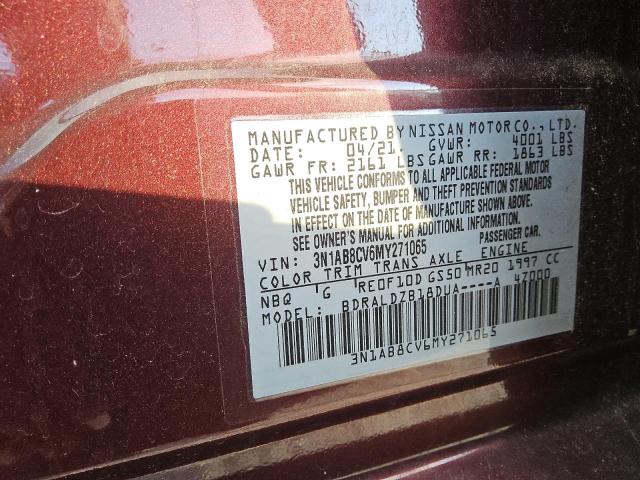 MANUFACTURED BY NISSAN MOTOR CO., LTD.
DATE: 04/21. GVWR: 4001 LBS
GAWR FR: 2161 LBS GAWR RR: 1863 LBS
THIS VEHICLE CONFORMS TO ALL APPLICABLE FEDERAL MOTOR
VEHICLE SAFETY, BUMPER AND THEFT PREVENTION STANDARDS
IN EFFECT ON THE DATE OF MANUFACTURE SHOWN ABOVE.
SEE OWNER'S MANUAL FOR ADDITIONAL INFORMATION.
VIN: 3N1AB8CV6MY271065 PASSENGER CAR.
COLOR TRIM TRANS AXLE ENGINE
NBQ 'G RE0F10D GS50 MR20 1997 CC
MODEL: BDRALDZB18DUA----A 4Z000
3N1AB8CV6MY271065